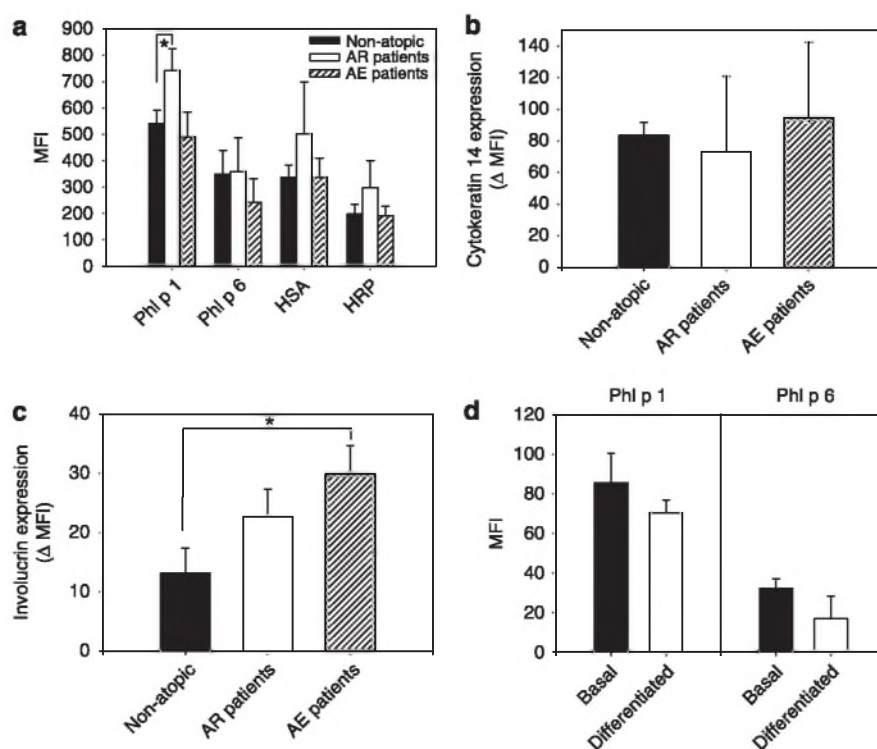 a
900
800
700
600
500
400
300
200
100
0
MFI
*
Non-atopic
AR patients
AE patients
Phl p 1
Phl p 6
HSA
HRP
b
140
120
100
80
60
40
20
0
Cytokeratin 14 expression
(Δ MFI)
Non-atopic
AR patients
AE patients
c
40
30
20
10
0
Involucrin expression
(Δ MFI)
*
Non-atopic
AR patients
AE patients
d
Phl p 1
Phl p 6
120
100
80
60
40
20
0
MFI
Basal
Differentiated
Basal
Differentiated